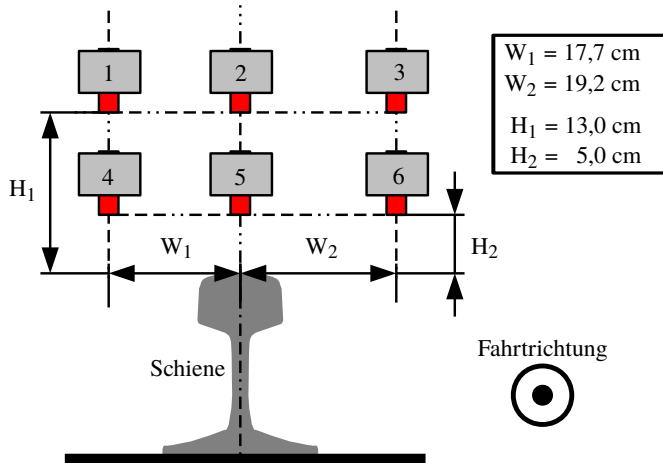 1 2 3
W₁ = 17,7 cm
W₂ = 19,2 cm
H₁ = 13,0 cm
H₂ = 5,0 cm
4 5 6
H₁
W₁ W₂ H₂
Schiene
Fahrtrichtung